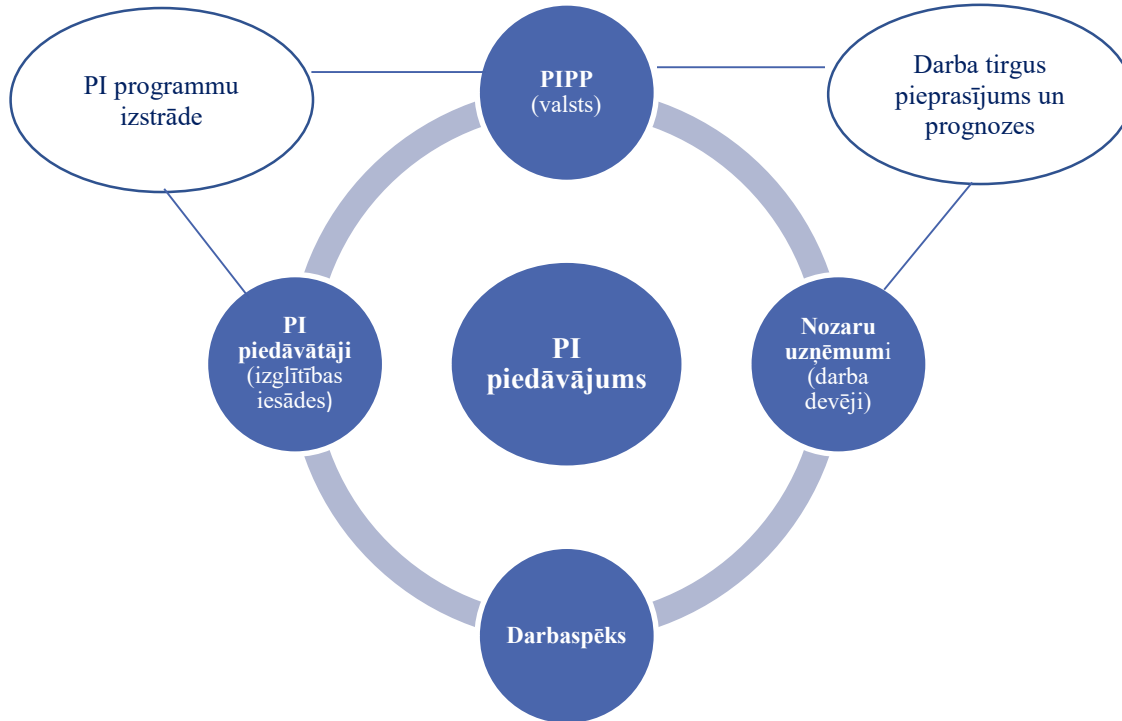 PI programmu
izstrāde
PIPP
(valsts)
Darba tirgus
pieprasījums un
prognozes
PI
piedāvātāji
(izglītības
iesādes)
PI
piedāvājums
Nozaru
uzņēmumi
(darba
devēji)
Darbaspēks